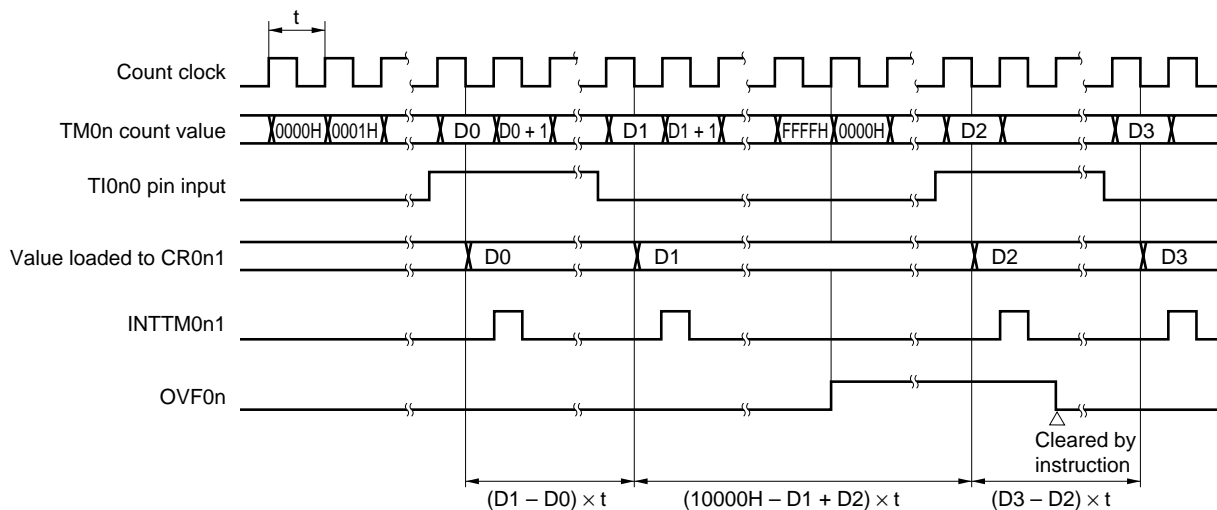 t
Count clock
TM0n count value 0000H 0001H D0 D0 + 1 D1 D1 + 1 FFFFH 0000H D2 D3
TI0n0 pin input
Value loaded to CR0n1 D0 D1 D2 D3
INTTM0n1
OVF0n
Cleared by
instruction
(D1 – D0) × t (10000H – D1 + D2) × t (D3 – D2) × t